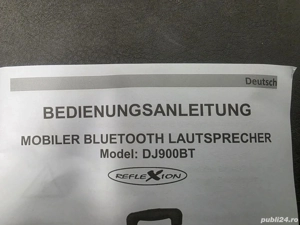 Deutsch
BEDIENUNGSANLEITUNG
MOBILER BLUETOOTH LAUTSPRECHER
Model: DJ900BT
REFLEXION
publi24.ro